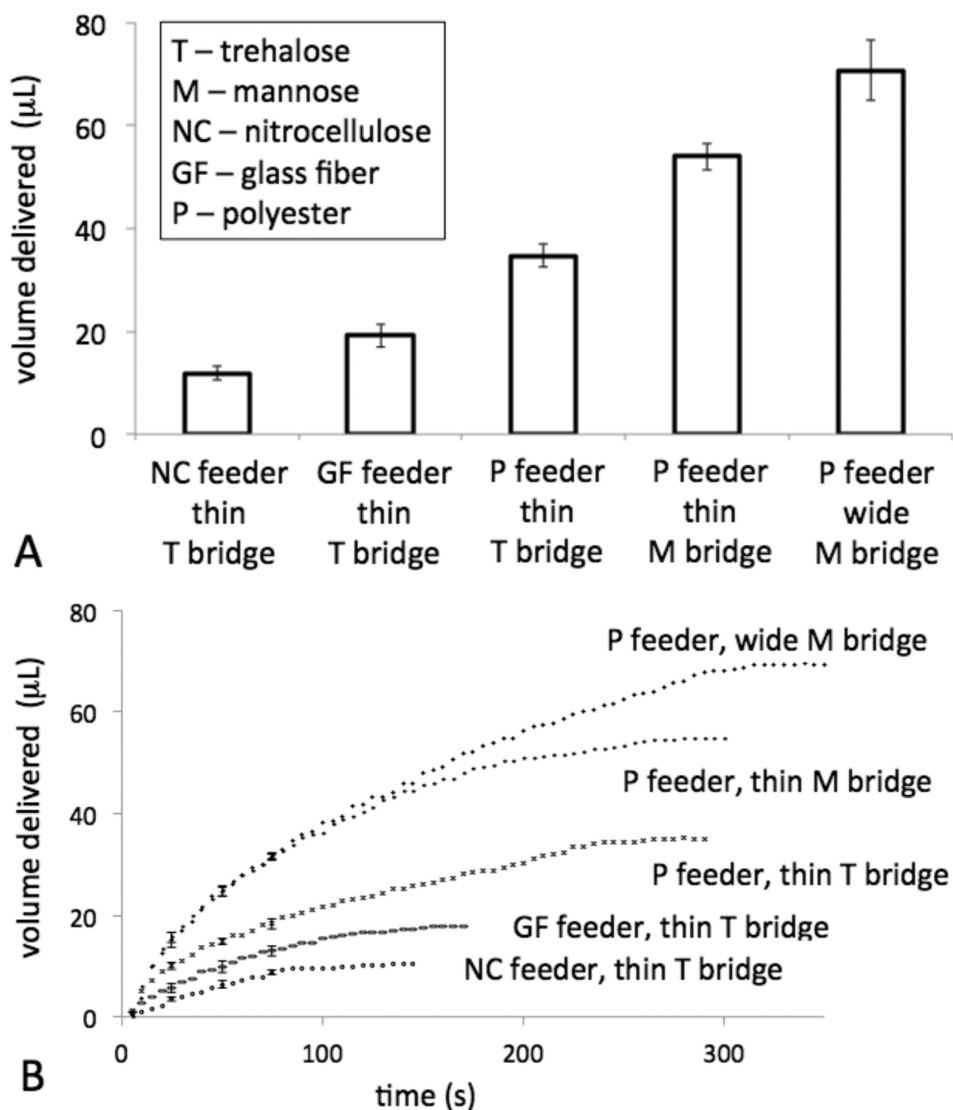 80
60
40
20
0
volume delivered (μL)
T – trehalose
M – mannose
NC – nitrocellulose
GF – glass fiber
P – polyester
NC feeder
thin
T bridge
GF feeder
thin
T bridge
P feeder
thin
T bridge
P feeder
thin
M bridge
P feeder
wide
M bridge
A
80
60
40
20
0
volume delivered (μL)
P feeder, wide M bridge
P feeder, thin M bridge
P feeder, thin T bridge
GF feeder, thin T bridge
NC feeder, thin T bridge
0 100 200 300
time (s)
B